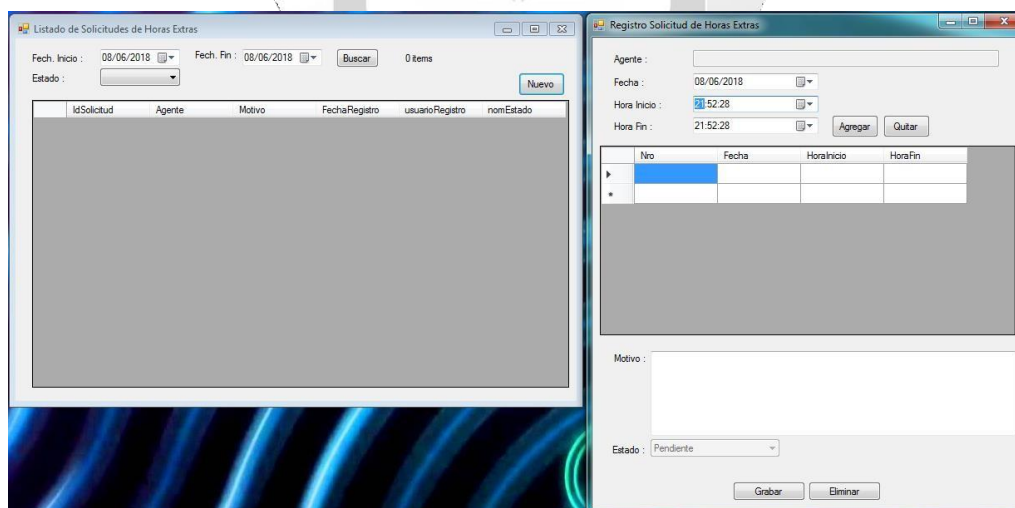 Listado de Solicitudes de Horas Extras
Fech. Inicio : 08/06/2018 Fech. Fin : 08/06/2018 Buscar 0 items
Estado :
Nuevo
IdSolicitud Agente Motivo FechaRegistro usuarioRegistro nomEstado
Registro Solicitud de Horas Extras
Agente :
Fecha : 08/06/2018
Hora Inicio : 21:52:28
Hora Fin : 21:52:28 Agregar Quitar
Nro Fecha HoraInicio HoraFin
Motivo :
Estado : Pendiente
Grabar Eliminar